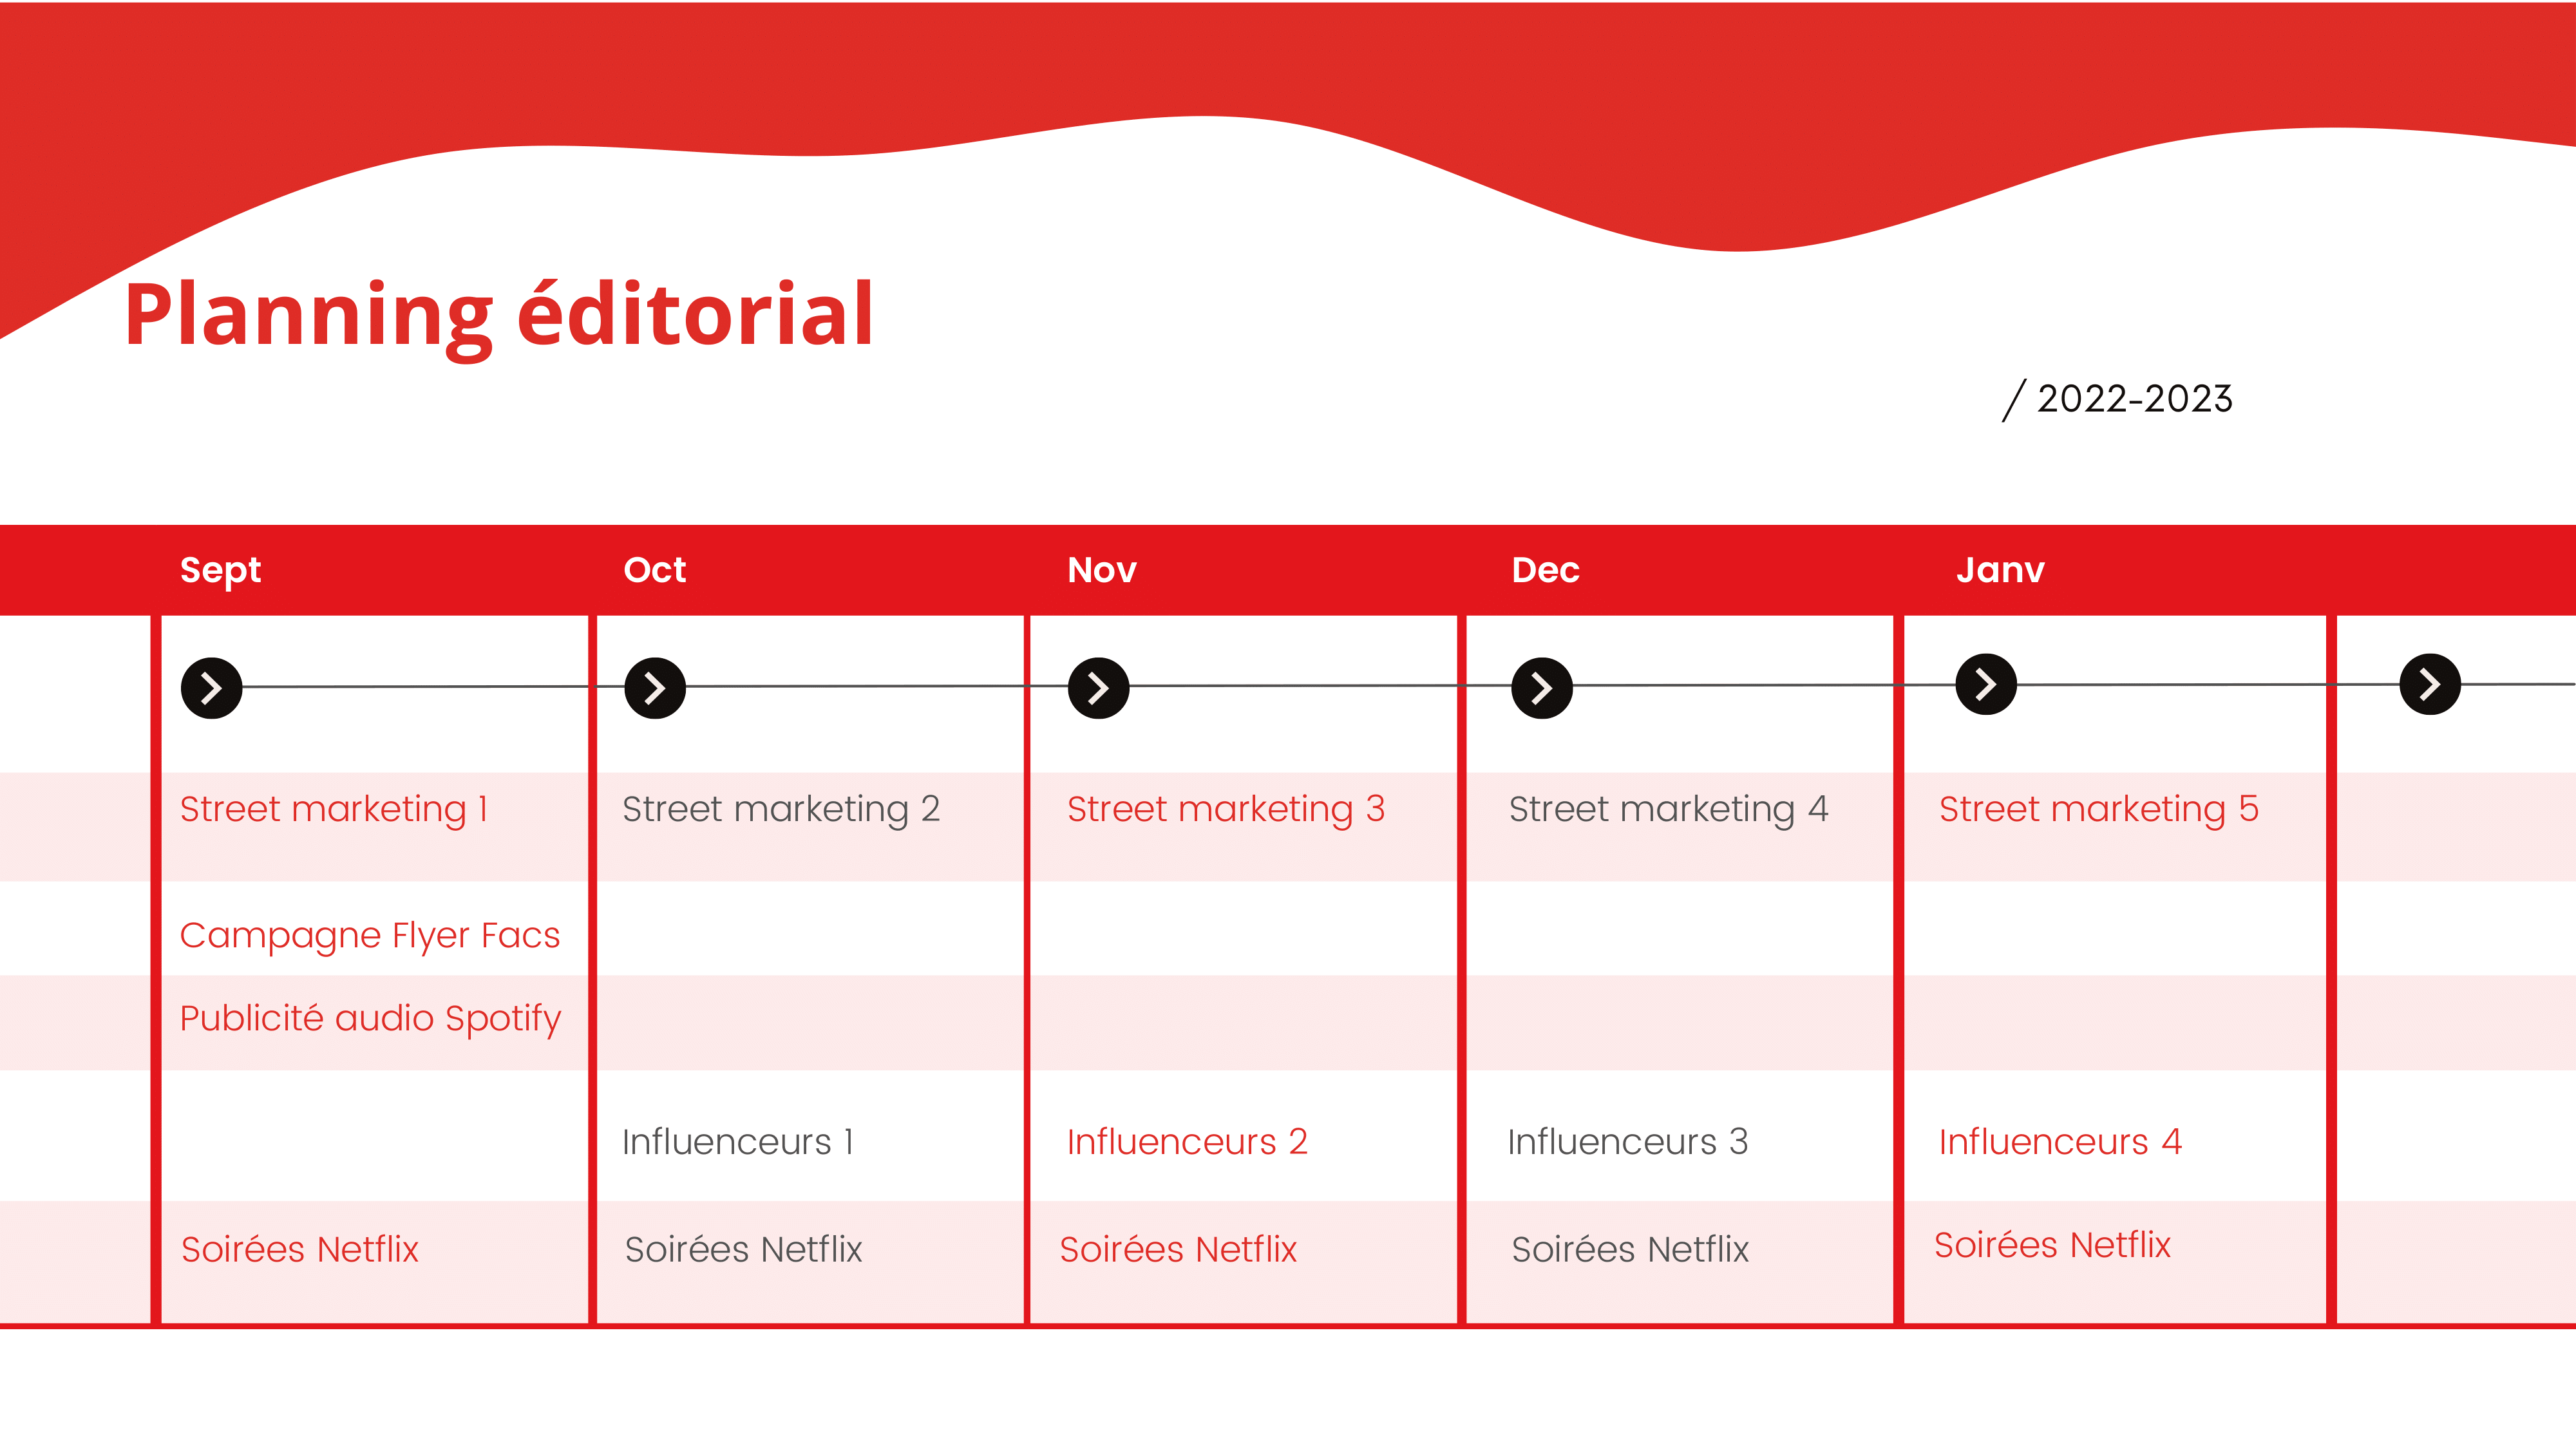 Planning éditorial
/ 2022-2023
Sept Oct Nov Dec Janv
Street marketing 1 Street marketing 2 Street marketing 3 Street marketing 4 Street marketing 5
Campagne Flyer Facs
Publicité audio Spotify
Influenceurs 1 Influenceurs 2 Influenceurs 3 Influenceurs 4
Soirées Netflix Soirées Netflix Soirées Netflix Soirées Netflix Soirées Netflix